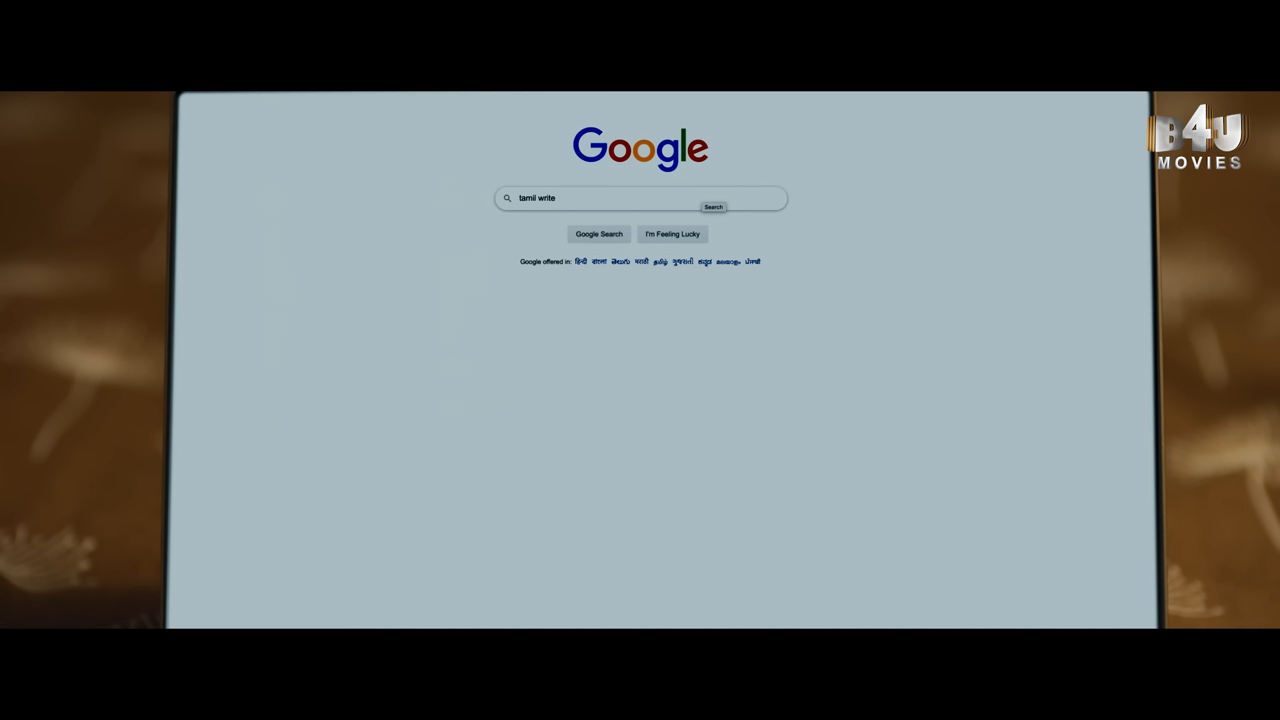 Google
B4U
MOVIES
tamil write
Search
Google Search I'm Feeling Lucky
Google offered in: हिन्दी বাংলা తెలుగు मराठी தமிழ் ગુજરાતી ಕನ್ನಡ മലയാളം ਪੰਜਾਬੀ